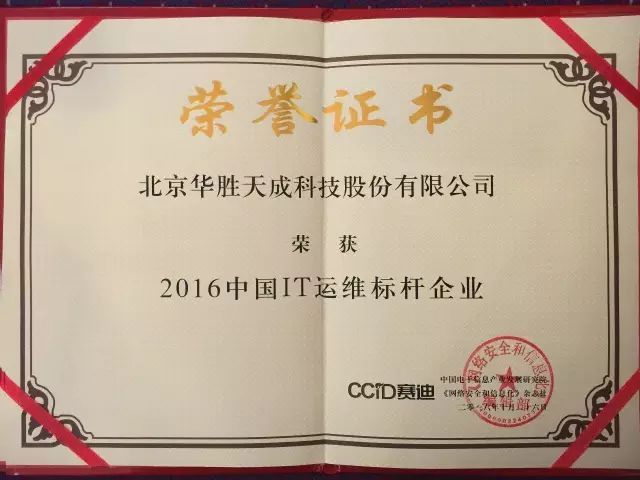 荣誉证书
北京华胜天成科技股份有限公司
荣 获
2016中国IT运维标杆企业
CCID赛迪
中国电子信息产业发展研究院
《网络安全和信息化》杂志社
二零一六年十月二十六日
网络安全和信息化
编辑部